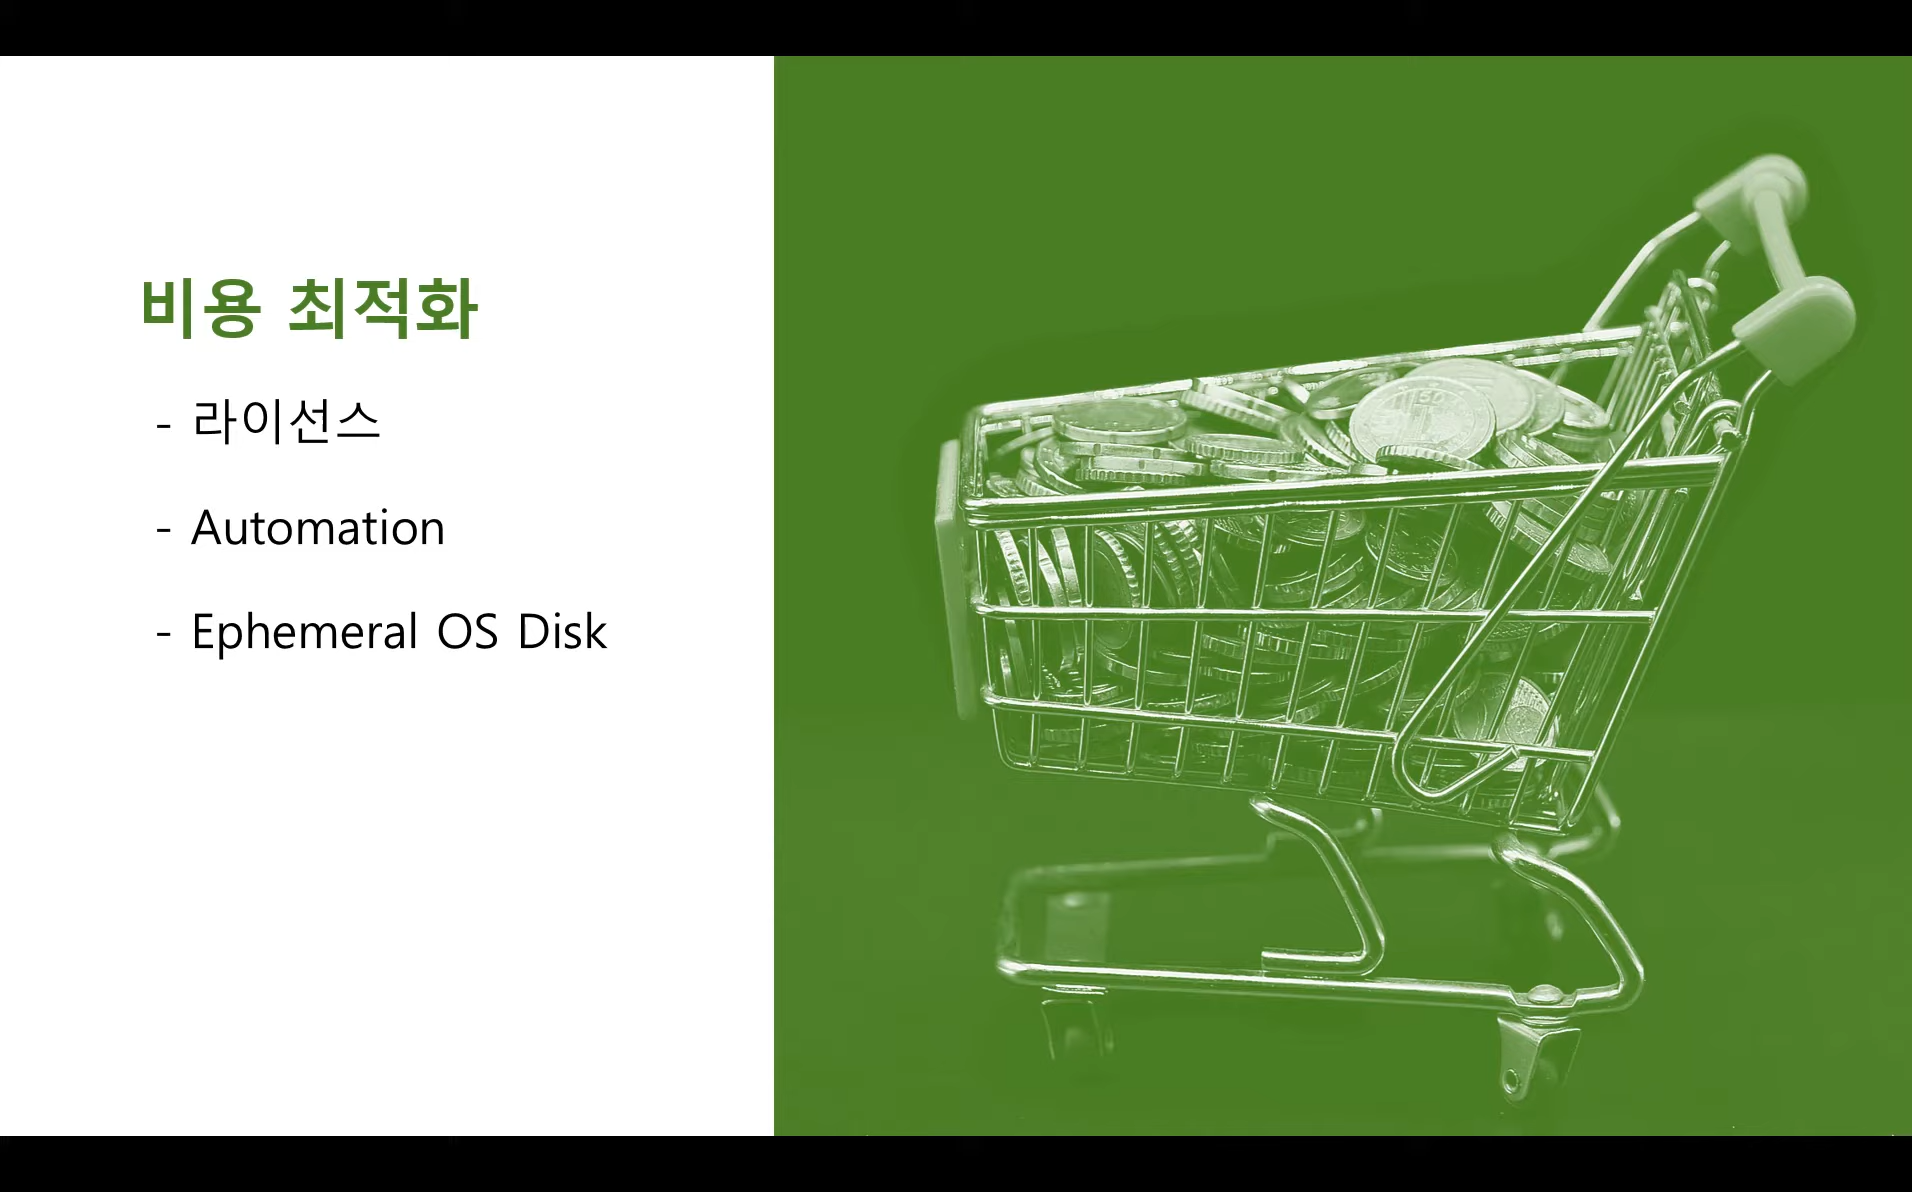 비용 최적화
- 라이선스
- Automation
- Ephemeral OS Disk